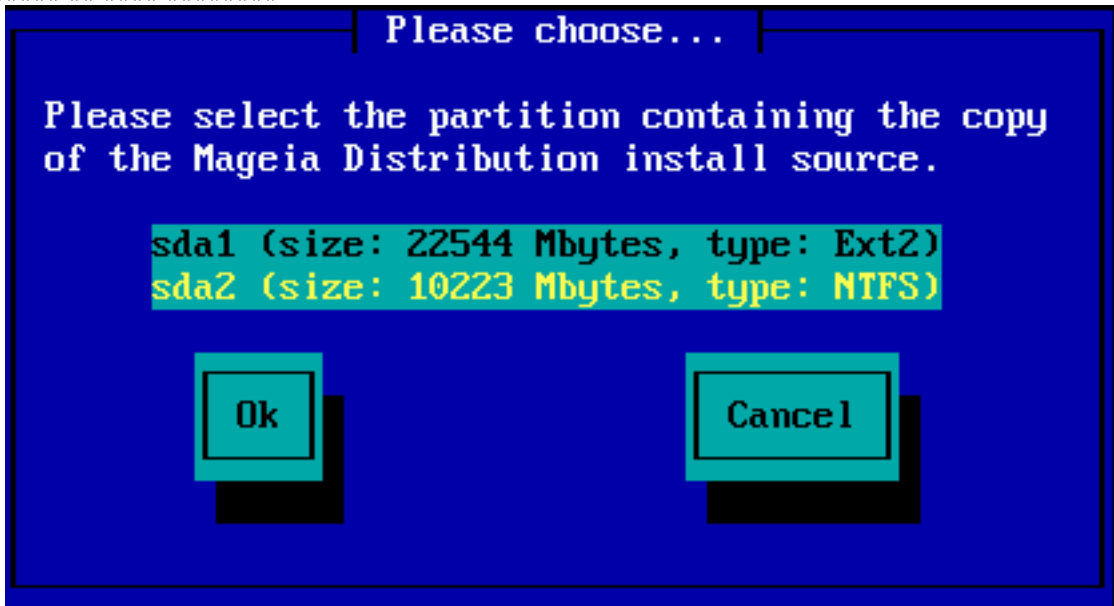 Please choose...
Please select the partition containing the copy
of the Mageia Distribution install source.
sda1 (size: 22544 Mbytes, type: Ext2)
sda2 (size: 10223 Mbytes, type: NTFS)
Ok
Cancel